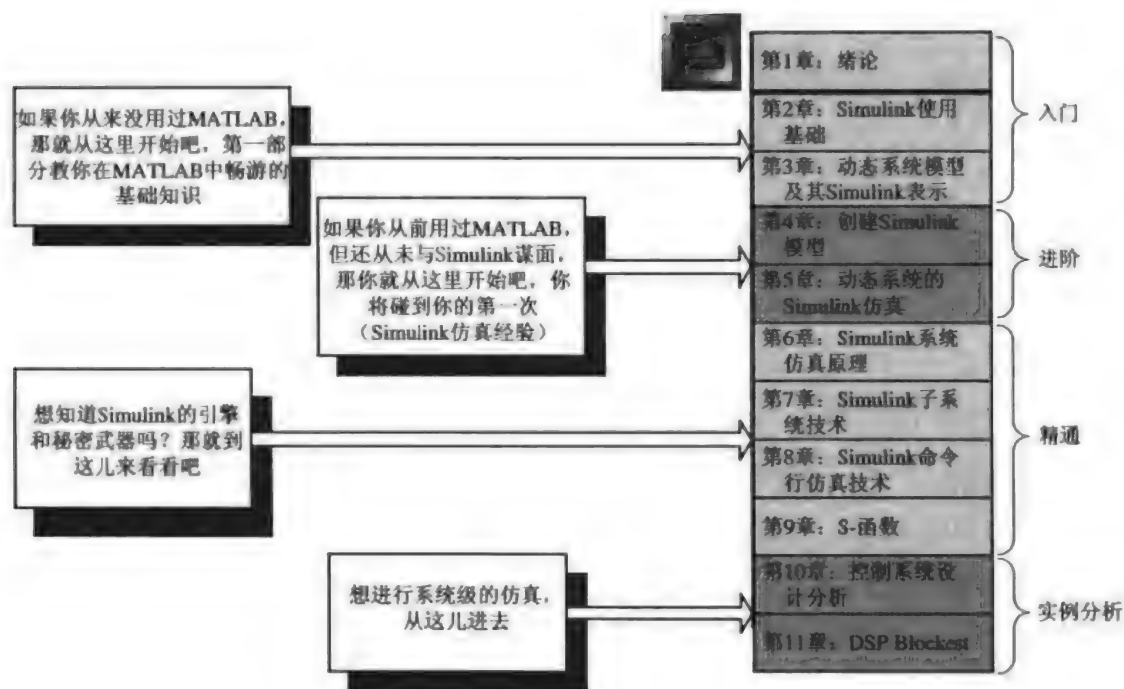 如果你从来没用过MATLAB，
那就从这里开始吧，第一部
分教你在MATLAB中畅游的
基础知识
如果你从前用过MATLAB，
但还从未与Simulink谋面，
那你就从这里开始吧，你
将碰到你的第一次
（Simulink仿真经验）
想知道Simulink的引擎
和秘密武器吗？那就到
这儿来看看吧
想进行系统级的仿真，
从这儿进去
第1章：绪论
第2章：Simulink使用
基础
第3章：动态系统模型
及其Simulink表示
第4章：创建Simulink
模型
第5章：动态系统的
Simulink仿真
第6章：Simulink系统
仿真原理
第7章：Simulink子系
统技术
第8章：Simulink命令
行仿真技术
第9章：S-函数
第10章：控制系统设
计分析
第11章：DSP Blockest
入门
进阶
精通
实例分析